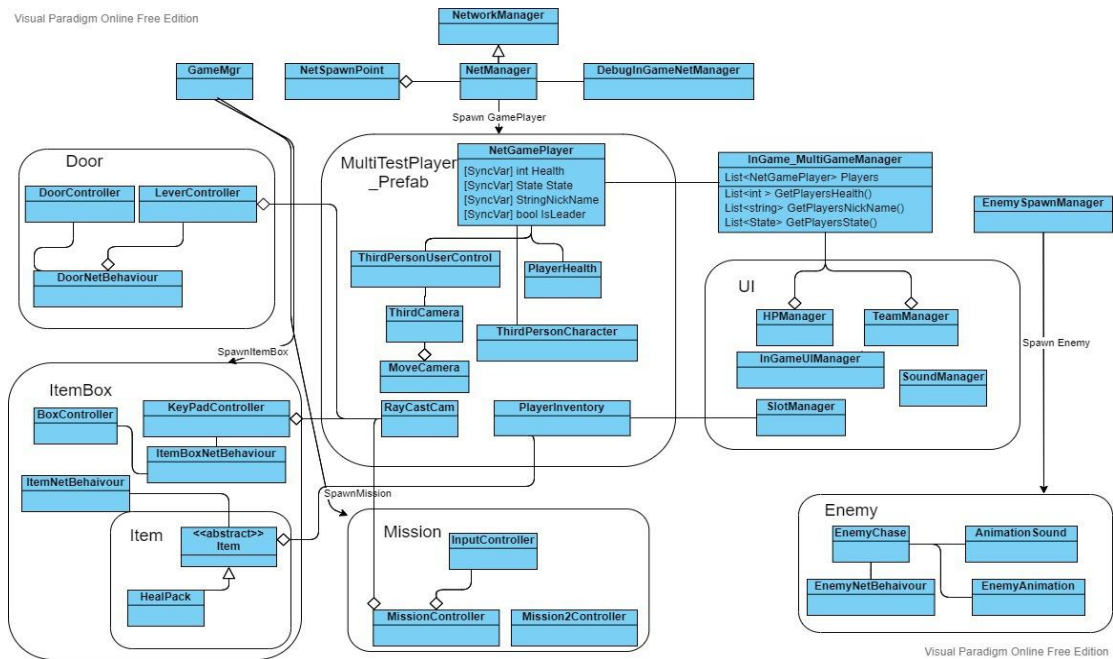 Visual Paradigm Online Free Edition
NetworkManager
GameMgr
NetSpawnPoint
NetManager
DebugInGameNetManager
Spawn GamePlayer
Door
DoorController
LeverController
DoorNetBehaviour
MultiTestPlayer
_Prefab
NetGamePlayer
[SyncVar] int Health
[SyncVar] State State
[SyncVar] StringNickName
[SyncVar] bool IsLeader
InGame_MultiGameManager
List<NetGamePlayer> Players
List<int > GetPlayersHealth()
List<string> GetPlayersNickName()
List<State> GetPlayersState()
EnemySpawnManager
ThirdPersonUserControl
PlayerHealth
ThirdCamera
ThirdPersonCharacter
MoveCamera
RayCastCam
PlayerInventory
UI
HPManager
TeamManager
InGameUIManager
SoundManager
SlotManager
Spawn Enemy
SpawnItemBox
ItemBox
BoxController
KeyPadController
ItemBoxNetBehaviour
ItemNetBehaivour
Item
<<abstract>>
Item
HealPack
SpawnMission
Mission
InputController
MissionController
Mission2Controller
Enemy
EnemyChase
AnimationSound
EnemyNetBehaivour
EnemyAnimation
Visual Paradigm Online Free Edition